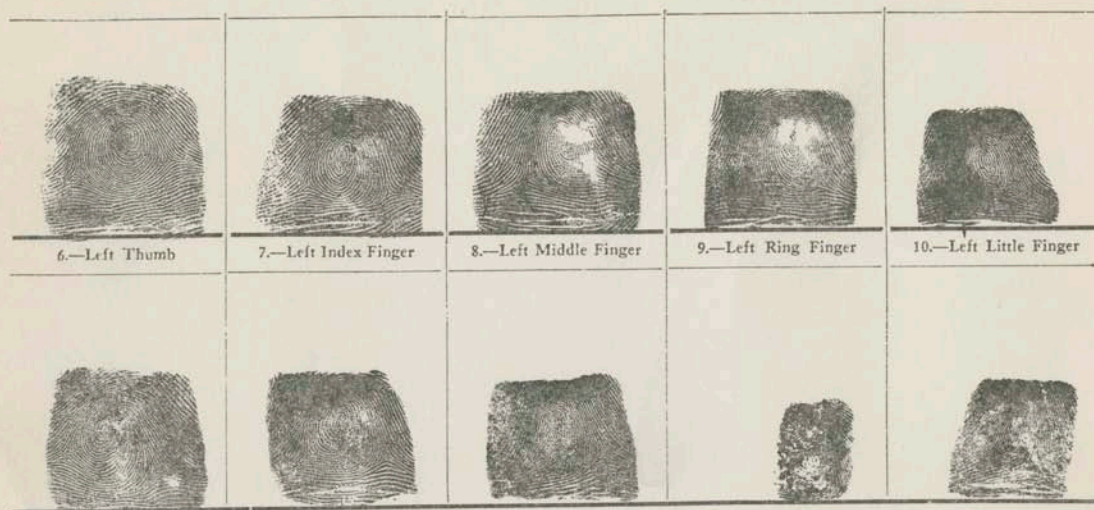 6.—Left Thumb 7.—Left Index Finger 8.—Left Middle Finger 9.—Left Ring Finger 10.—Left Little Finger